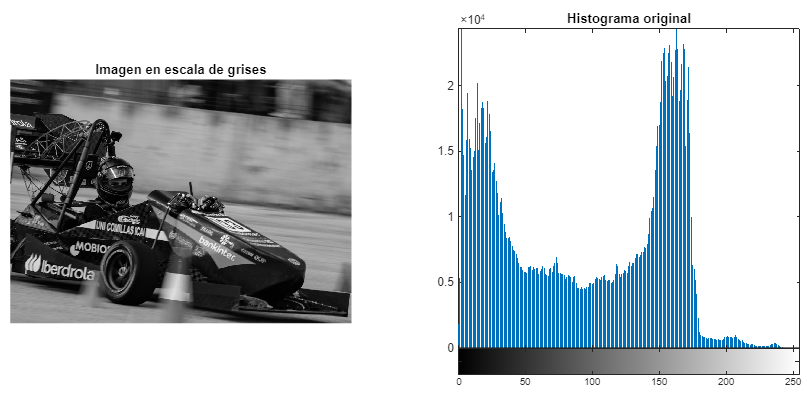 Imagen en escala de grises
UNI COMILLAS ICAI
MOBIO
bankinter.
Iberdrola
Histograma original
×10⁴
2
1.5
1
0.5
0
0 50 100 150 200 250